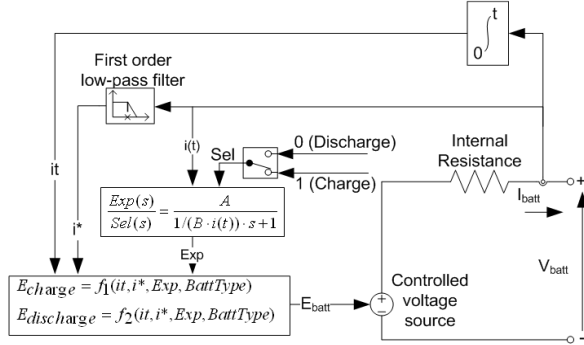 t
∫
0
First order
low-pass filter
i(t)
Sel
0 (Discharge)
1 (Charge)
Internal
Resistance
+
I_batt
it
i*
Exp(s)/Sel(s) = A/(1/(B·i(t))·s+1)
Exp
E_charge = f_1(it,i*,Exp,BattType)
E_discharge = f_2(it,i*,Exp,BattType)
E_batt
+
−
Controlled
voltage
source
V_batt
−